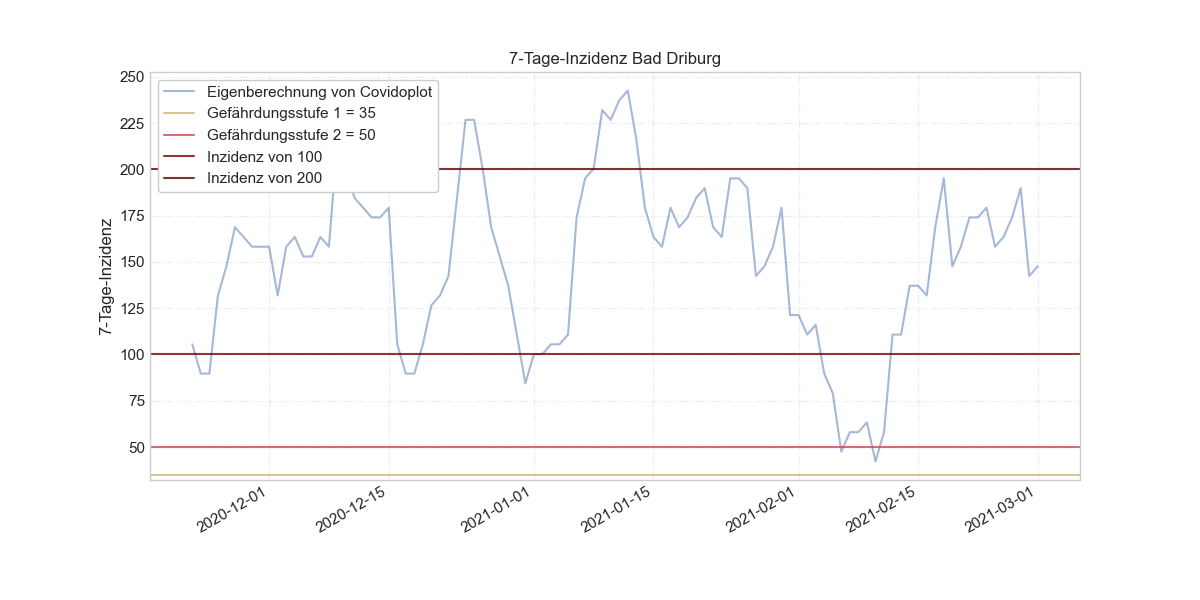 7-Tage-Inzidenz Bad Driburg
Eigenberechnung von Covidoplot
Gefährdungsstufe 1 = 35
Gefährdungsstufe 2 = 50
Inzidenz von 100
Inzidenz von 200
7-Tage-Inzidenz
250
225
200
175
150
125
100
75
50
2020-12-01
2020-12-15
2021-01-01
2021-01-15
2021-02-01
2021-02-15
2021-03-01